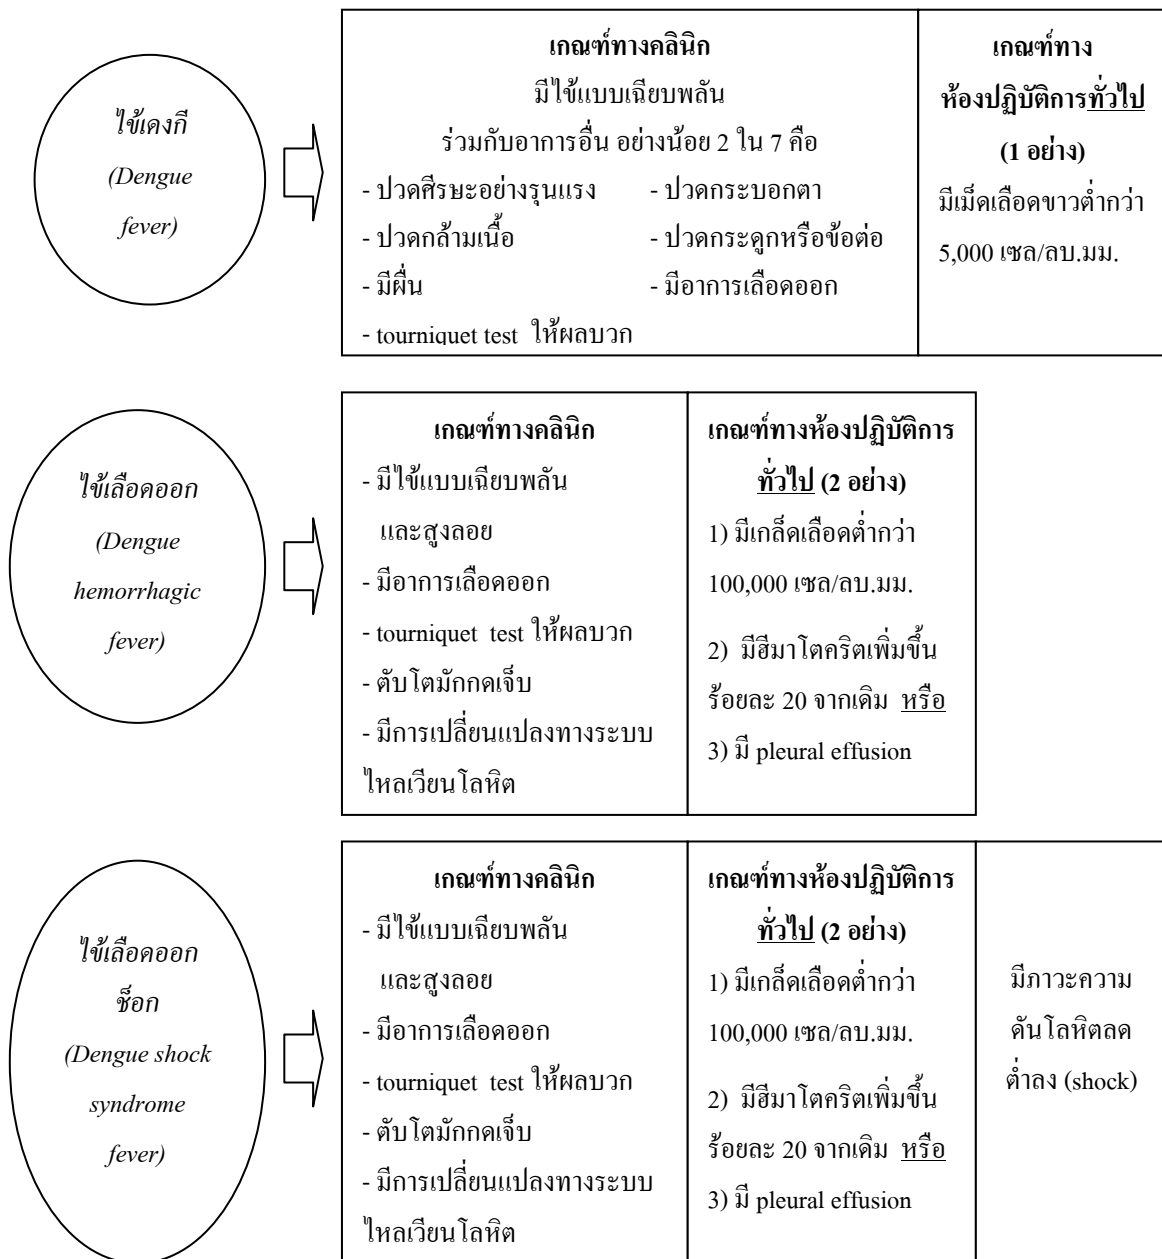 ไข้เดงกี
(Dengue
fever)
เกณฑ์ทางคลินิก
มีไข้แบบเฉียบพลัน
ร่วมกับอาการอื่น อย่างน้อย 2 ใน 7 คือ
- ปวดศีรษะอย่างรุนแรง - ปวดกระบอกตา
- ปวดกล้ามเนื้อ - ปวดกระดูกหรือข้อต่อ
- มีผื่น - มีอาการเลือดออก
- tourniquet test ให้ผลบวก
เกณฑ์ทาง
ห้องปฏิบัติการทั่วไป
(1 อย่าง)
มีเม็ดเลือดขาวต่ำกว่า
5,000 เซล/ลบ.มม.
ไข้เลือดออก
(Dengue
hemorrhagic
fever)
เกณฑ์ทางคลินิก
- มีไข้แบบเฉียบพลัน
และสูงลอย
- มีอาการเลือดออก
- tourniquet test ให้ผลบวก
- ตับโตมักกดเจ็บ
- มีการเปลี่ยนแปลงทางระบบ
ไหลเวียนโลหิต
เกณฑ์ทางห้องปฏิบัติการ
ทั่วไป (2 อย่าง)
1) มีเกล็ดเลือดต่ำกว่า
100,000 เซล/ลบ.มม.
2) มีฮีมาโตคริตเพิ่มขึ้น
ร้อยละ 20 จากเดิม หรือ
3) มี pleural effusion
ไข้เลือดออก
ช็อก
(Dengue shock
syndrome
fever)
เกณฑ์ทางคลินิก
- มีไข้แบบเฉียบพลัน
และสูงลอย
- มีอาการเลือดออก
- tourniquet test ให้ผลบวก
- ตับโตมักกดเจ็บ
- มีการเปลี่ยนแปลงทางระบบ
ไหลเวียนโลหิต
เกณฑ์ทางห้องปฏิบัติการ
ทั่วไป (2 อย่าง)
1) มีเกล็ดเลือดต่ำกว่า
100,000 เซล/ลบ.มม.
2) มีฮีมาโตคริตเพิ่มขึ้น
ร้อยละ 20 จากเดิม หรือ
3) มี pleural effusion
มีภาวะความ
ดันโลหิตลด
ต่ำลง (shock)